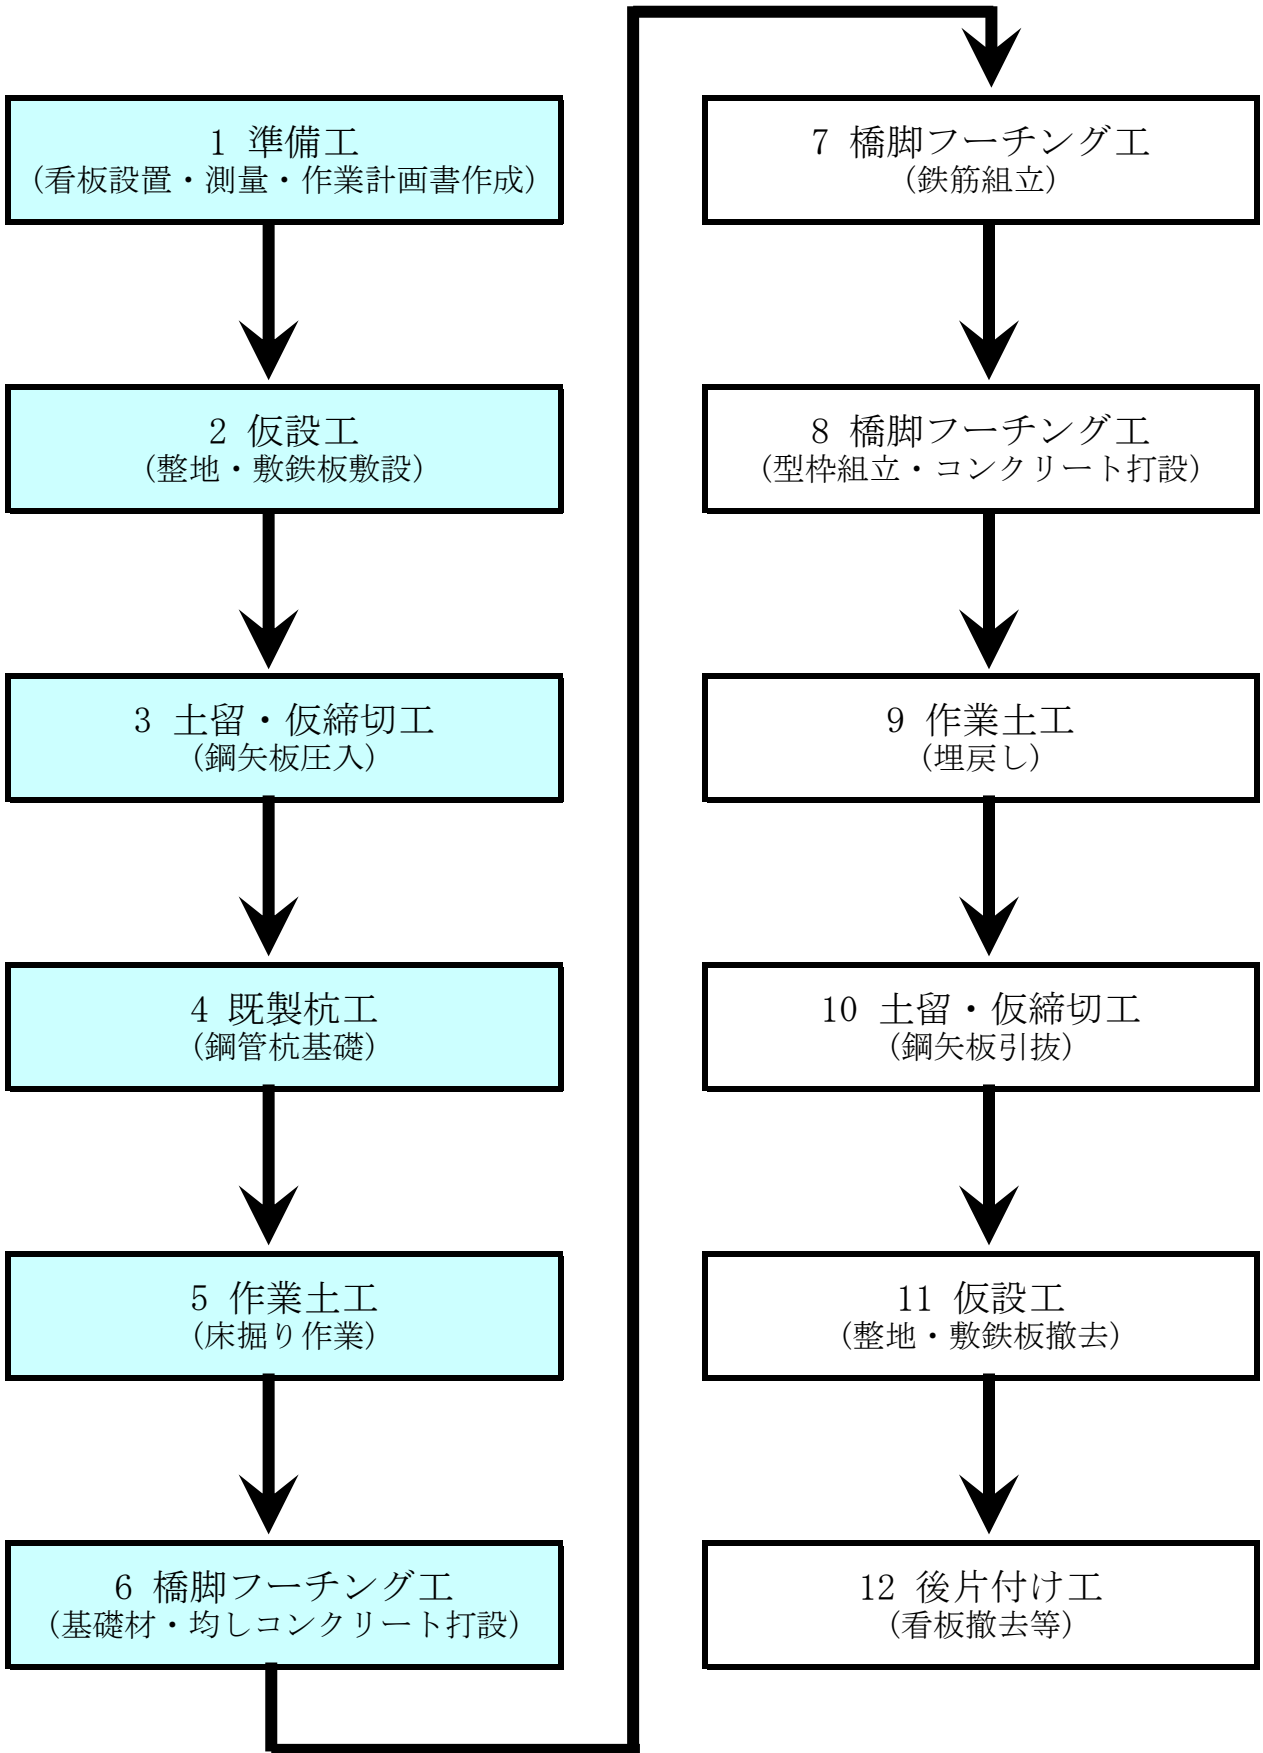 1 準備工
(看板設置・測量・作業計画書作成)
2 仮設工
(整地・敷鉄板敷設)
3 土留・仮締切工
(鋼矢板圧入)
4 既製杭工
(鋼管杭基礎)
5 作業土工
(床掘り作業)
6 橋脚フーチング工
(基礎材・均しコンクリート打設)
7 橋脚フーチング工
(鉄筋組立)
8 橋脚フーチング工
(型枠組立・コンクリート打設)
9 作業土工
(埋戻し)
10 土留・仮締切工
(鋼矢板引抜)
11 仮設工
(整地・敷鉄板撤去)
12 後片付け工
(看板撤去等)